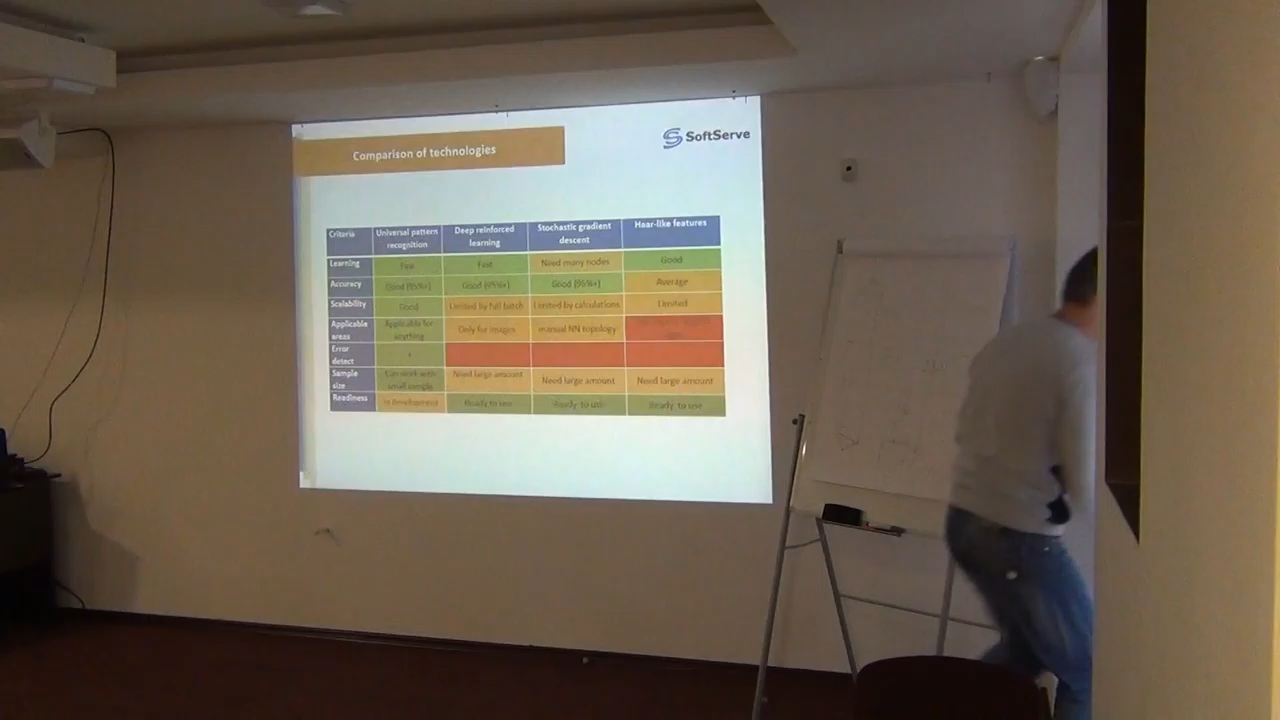 Comparison of technologies
SoftServe
Criteria
Universal pattern
recognition
Deep reinforced
learning
Stochastic gradient
descent
Haar-like features
Learning
Fast
Fast
Need many nodes
Good
Accuracy
Good (95%+)
Good (95%+)
Good (96%+)
Average
Scalability
Good
Limited by full batch
Limited by calculations
Limited
Applicable
areas
Applicable for
anything
Only for images
manual NN topology
Error
detect
+
Sample
size
Can work with
small sample
Need large amount
Need large amount
Need large amount
Readiness
In development
Ready to use
Ready to use
Ready to use